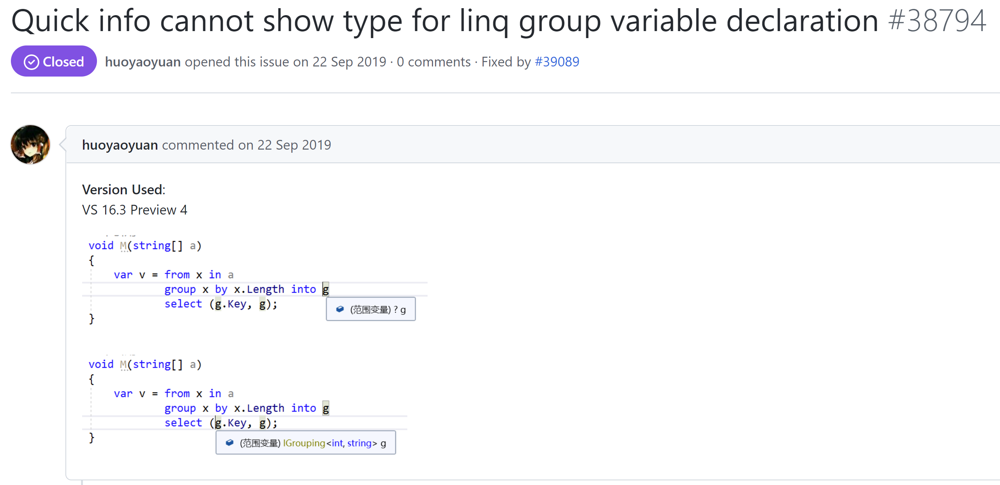 Quick info cannot show type for linq group variable declaration #38794
Closed
huoyaoyuan opened this issue on 22 Sep 2019 · 0 comments · Fixed by #39089
huoyaoyuan commented on 22 Sep 2019
Version Used:
VS 16.3 Preview 4
void M(string[] a)
{
var v = from x in a
group x by x.Length into g
select (g.Key, g);
(范围变量) ? g
}
void M(string[] a)
{
var v = from x in a
group x by x.Length into g
select (g.Key, g);
}
(范围变量) IGrouping<int, string> g